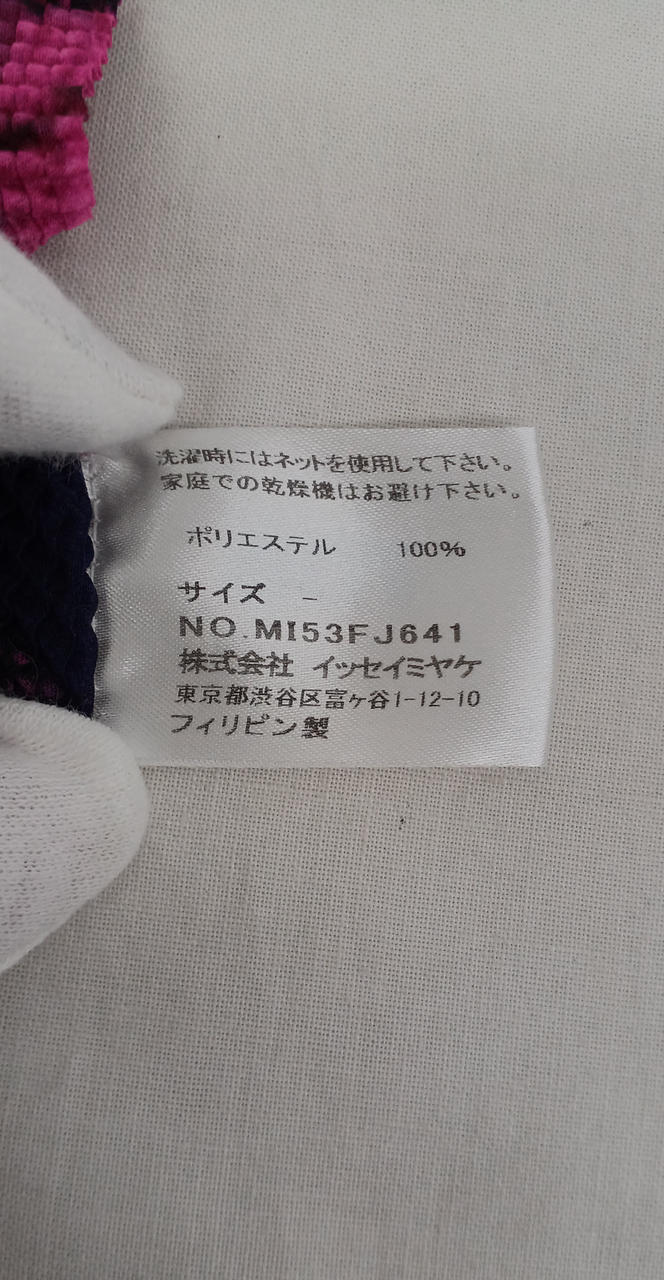 洗濯時にはネットを使用して下さい。
家庭での乾燥機はお避け下さい。
ポリエステル 100%
サイズ −
NO.MI53FJ641
株式会社 イッセイミヤケ
東京都渋谷区富ヶ谷1-12-10
フィリピン製